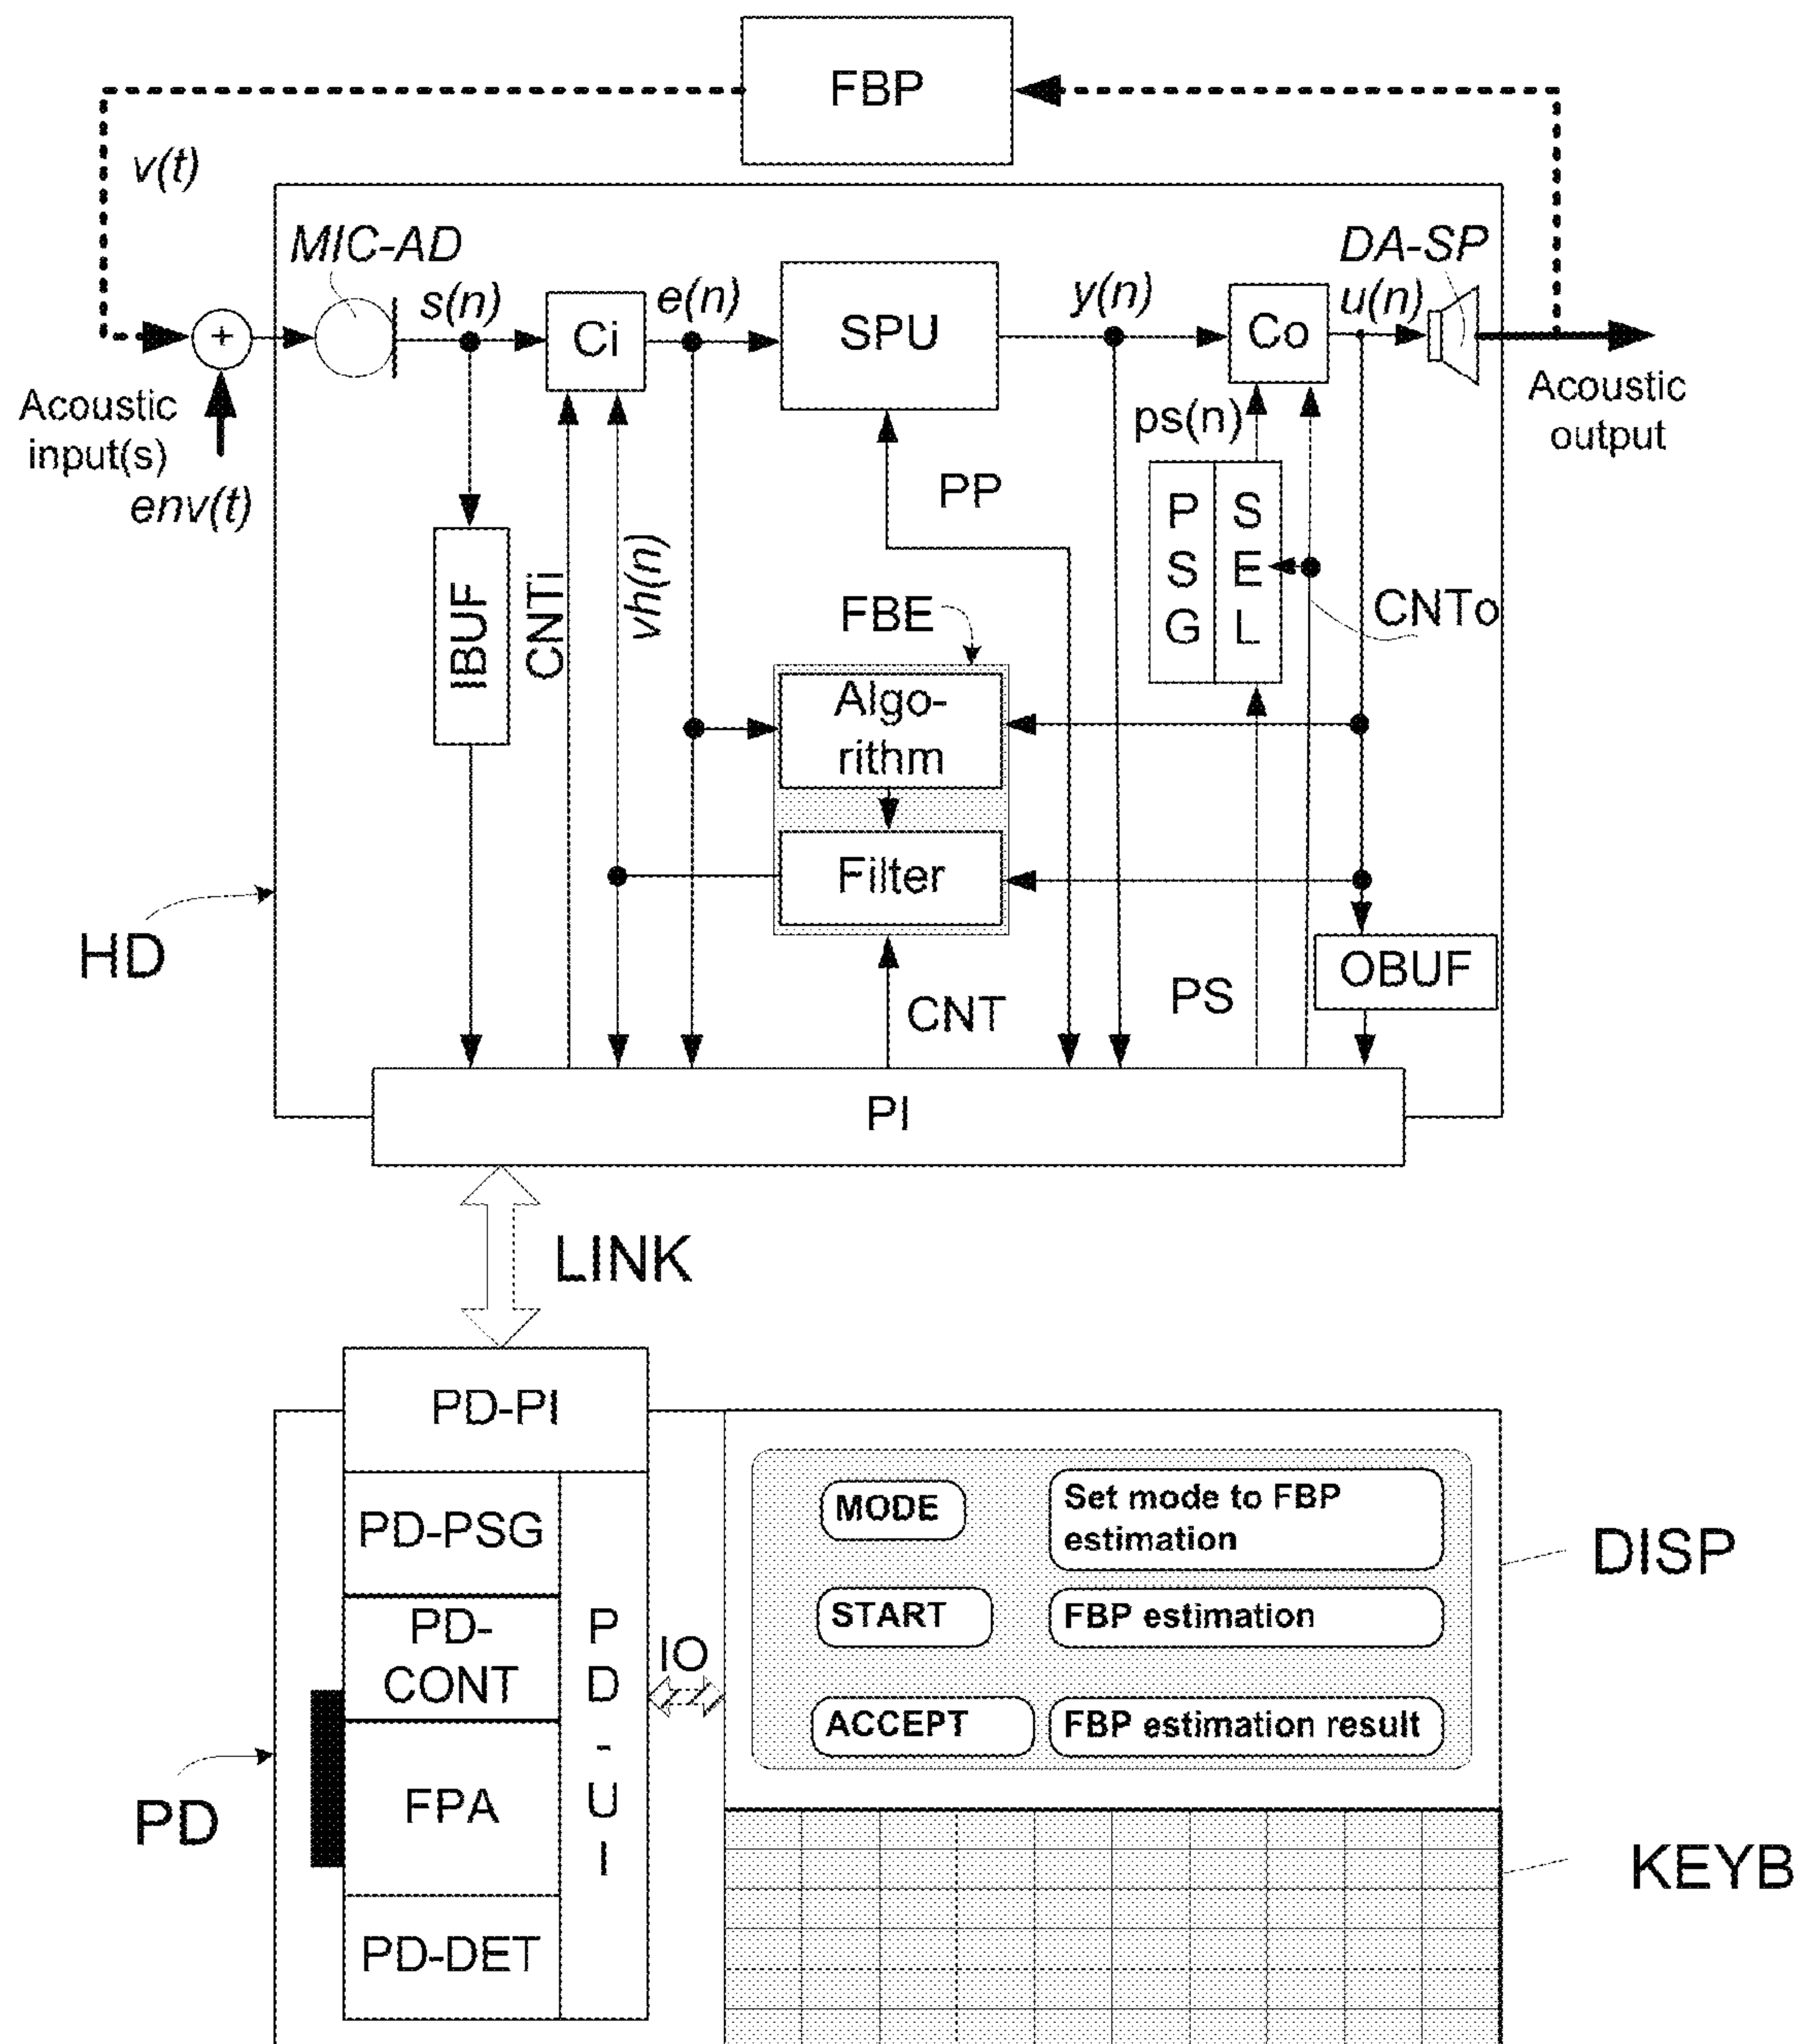 FBP
v(t)
MIC-AD
DA-SP
s(n)
e(n)
y(n)
u(n)
+
Ci
SPU
Co
Acoustic
input(s)
env(t)
Acoustic
output
ps(n)
PP
P
S
G
S
E
L
IBUF
CNTi
vh(n)
FBE
CNTo
Algo-
rithm
Filter
HD
OBUF
CNT
PS
PI
LINK
PD-PI
PD-PSG
PD-
CONT
FPA
PD-DET
P
D
-
U
I
IO
MODE
Set mode to FBP
estimation
START
FBP estimation
ACCEPT
FBP estimation result
DISP
PD
KEYB